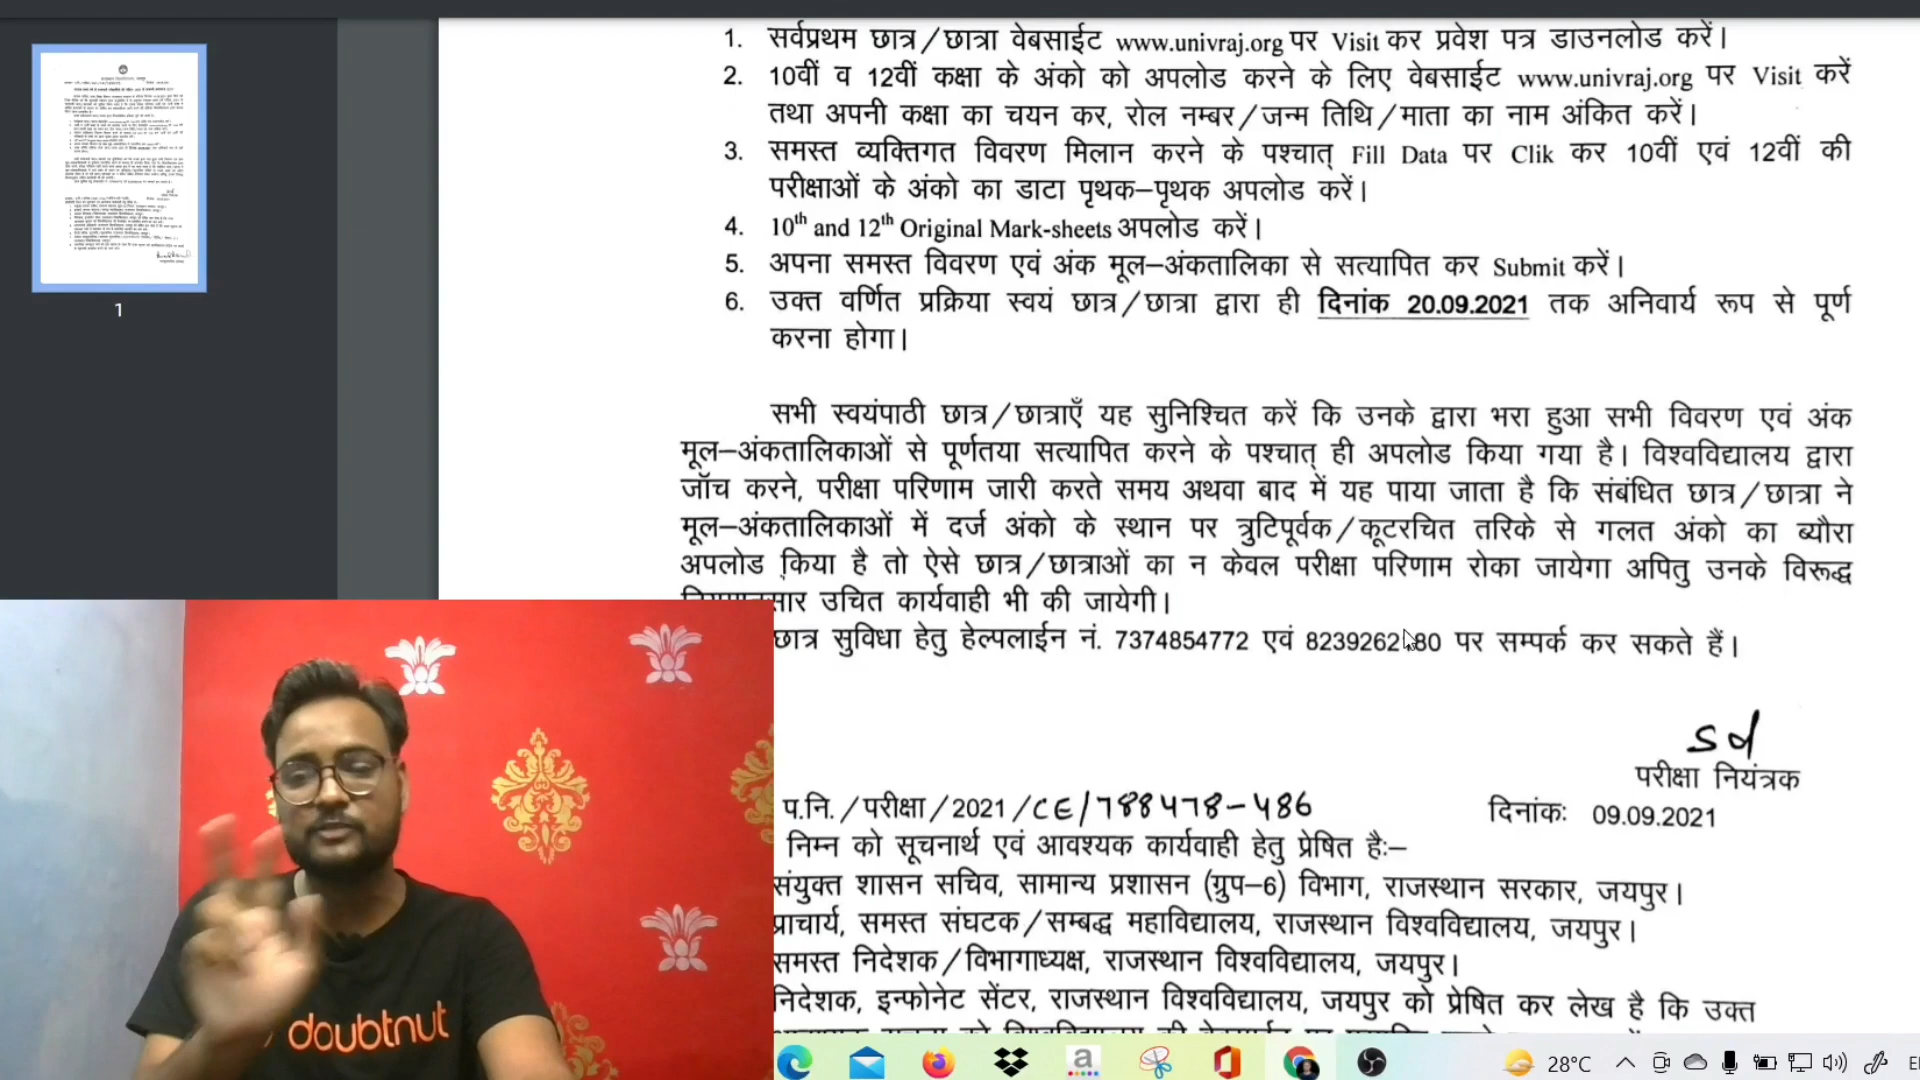 1. सर्वप्रथम छात्र/छात्रा वेबसाईट www.univraj.org पर Visit कर प्रवेश पत्र डाउनलोड करें।
2. 10वीं व 12वीं कक्षा के अंको को अपलोड करने के लिए वेबसाईट www.univraj.org पर Visit करें
तथा अपनी कक्षा का चयन कर, रोल नम्बर/जन्म तिथि/माता का नाम अंकित करें।
3. समस्त व्यक्तिगत विवरण मिलान करने के पश्चात् Fill Data पर Clik कर 10वीं एवं 12वीं की
परीक्षाओं के अंको का डाटा पृथक–पृथक अपलोड करें।
4. 10th and 12th Original Mark-sheets अपलोड करें।
5. अपना समस्त विवरण एवं अंक मूल–अंकतालिका से सत्यापित कर Submit करें।
6. उक्त वर्णित प्रक्रिया स्वयं छात्र/छात्रा द्वारा ही दिनांक 20.09.2021 तक अनिवार्य रूप से पूर्ण
करना होगा।
सभी स्वयंपाठी छात्र/छात्राएँ यह सुनिश्चित करें कि उनके द्वारा भरा हुआ सभी विवरण एवं अंक
मूल–अंकतालिकाओं से पूर्णतया सत्यापित करने के पश्चात् ही अपलोड किया गया है। विश्वविद्यालय द्वारा
जॉच करने, परीक्षा परिणाम जारी करते समय अथवा बाद में यह पाया जाता है कि संबंधित छात्र/छात्रा ने
मूल–अंकतालिकाओं में दर्ज अंको के स्थान पर त्रुटिपूर्वक/कूटरचित तरिके से गलत अंको का ब्यौरा
अपलोड किया है तो ऐसे छात्र/छात्राओं का न केवल परीक्षा परिणाम रोका जायेगा अपितु उनके विरूद्ध
उचित कार्यवाही भी की जायेगी।
छात्र सुविधा हेतु हेल्पलाईन नं. 7374854772 एवं पर सम्पर्क कर सकते हैं।
sd
परीक्षा नियंत्रक
प.नि./परीक्षा/2021/CE/788478-486 दिनांकः 09.09.2021
निम्न को सूचनार्थ एवं आवश्यक कार्यवाही हेतु प्रेषित हैः–
संयुक्त शासन सचिव, सामान्य प्रशासन (ग्रुप–6) विभाग, राजस्थान सरकार, जयपुर।
प्राचार्य, समस्त संघटक/सम्बद्ध महाविद्यालय, राजस्थान विश्वविद्यालय, जयपुर।
समस्त निदेशक/विभागाध्यक्ष, राजस्थान विश्वविद्यालय, जयपुर।
निदेशक, इन्फोनेट सेंटर, राजस्थान विश्वविद्यालय, जयपुर को प्रेषित कर लेख है कि उक्त
1
doubtnut
28°C